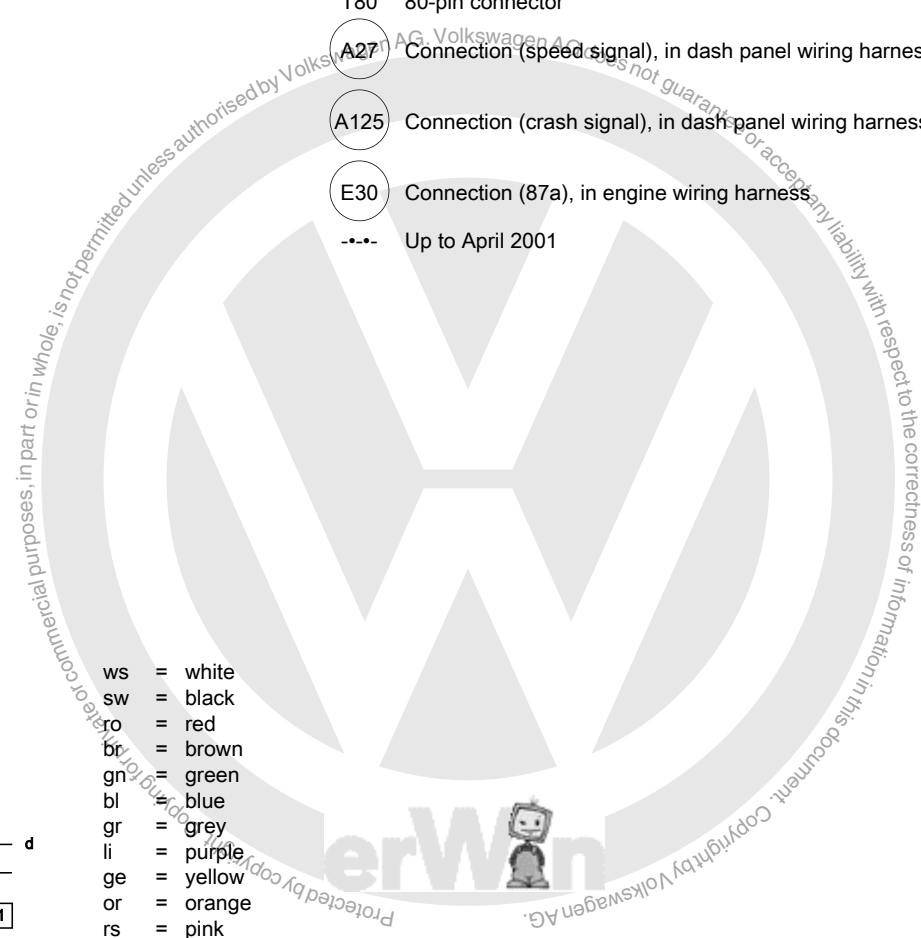 T80 80-pin connector
A27 Connection (speed signal), in dash panel wiring harnes
A125 Connection (crash signal), in dash panel wiring harness
E30 Connection (87a), in engine wiring harness
-•-•- Up to April 2001
ws = white
sw = black
ro = red
br = brown
gn = green
bl = blue
gr = grey
li = purple
ge = yellow
or = orange
rs = pink
d
erWin
Protected by copyright. Copying for private or commercial purposes, in part or in whole, is not permitted unless authorised by Volkswagen AG. Volkswagen AG does not guarantee or accept any liability with respect to the correctness of information in this document. Copyright by Volkswagen AG.